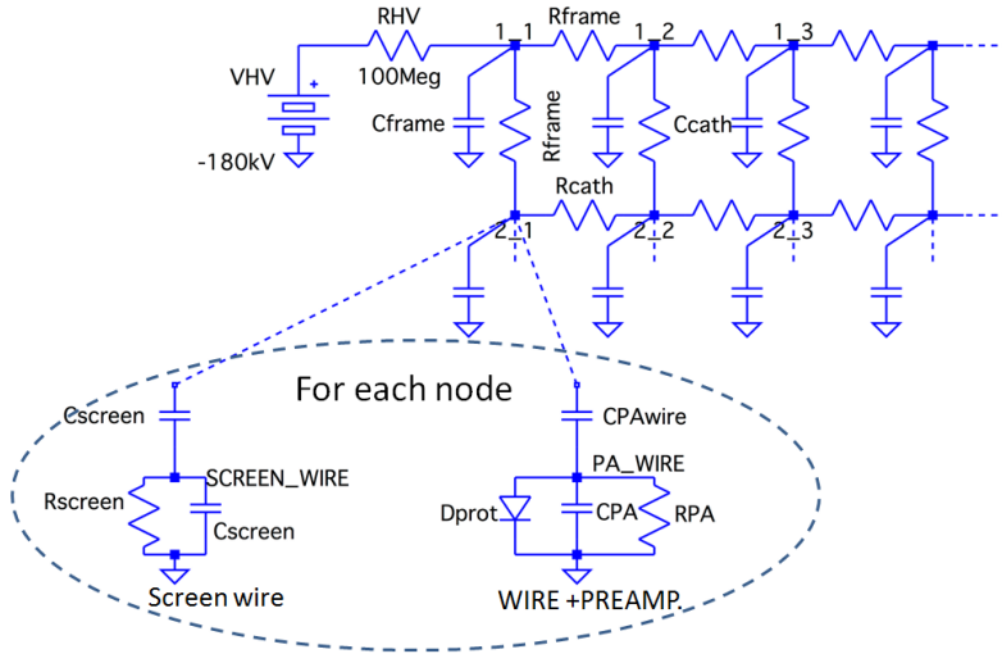 RHV
Rframe
1_1
1_2
1_3
VHV
+
100Meg
Cframe
Rframe
Ccath
-180kV
Rcath
2_1
2_2
2_3
For each node
Cscreen
CPAwire
SCREEN_WIRE
PA_WIRE
Rscreen
Cscreen
Dprot
CPA
RPA
Screen wire
WIRE +PREAMP.